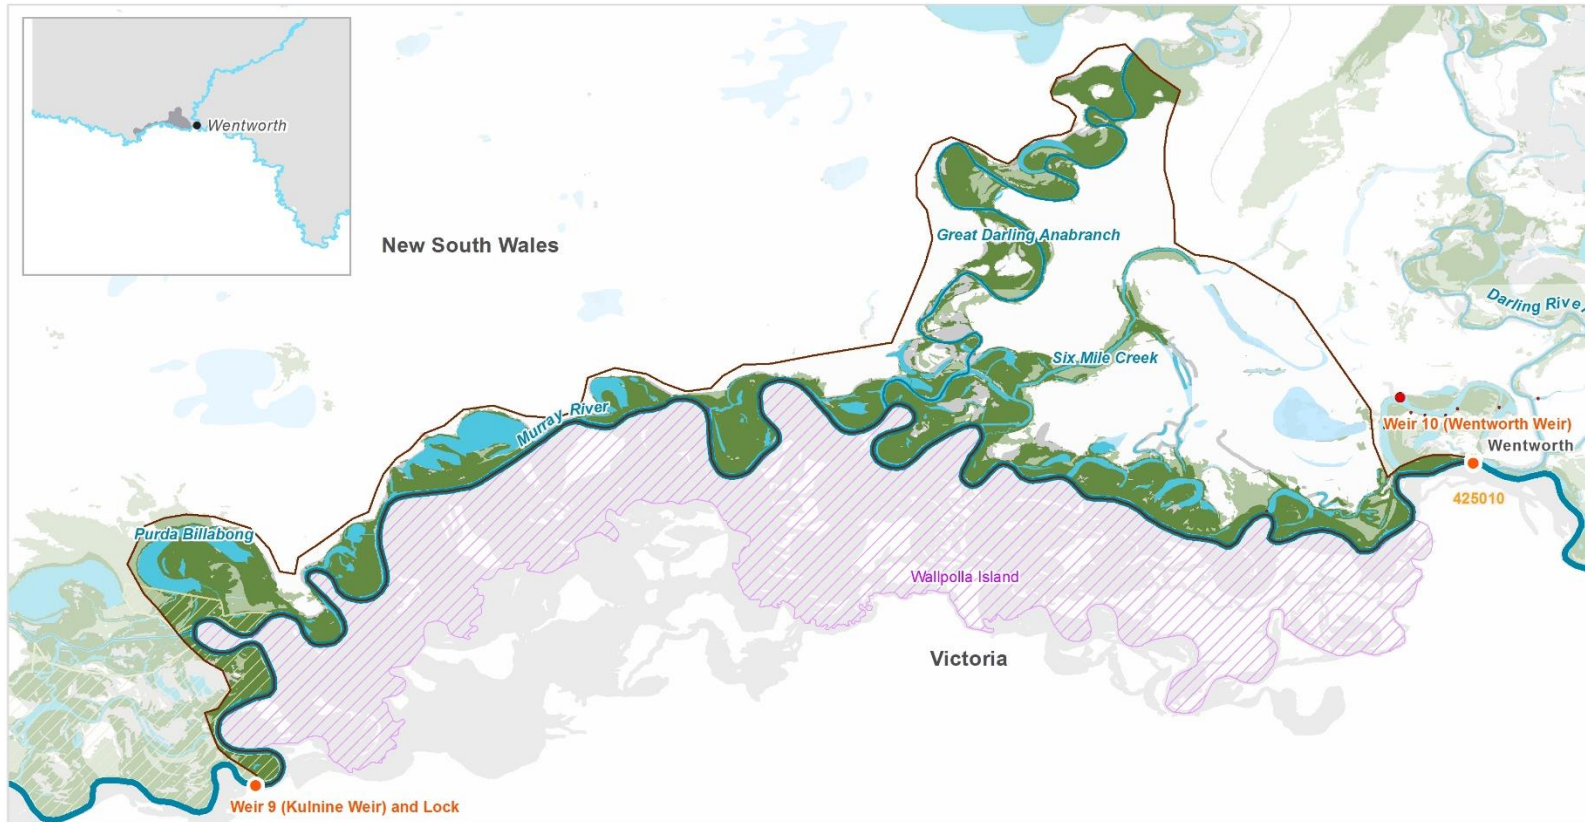 Wentworth
New South Wales
Great Darling Anabranch
Darling River
Six Mile Creek
Murray River
Weir 10 (Wentworth Weir)
Wentworth
425010
Purda Billabong
Wallpolla Island
Victoria
Weir 9 (Kulnine Weir) and Lock